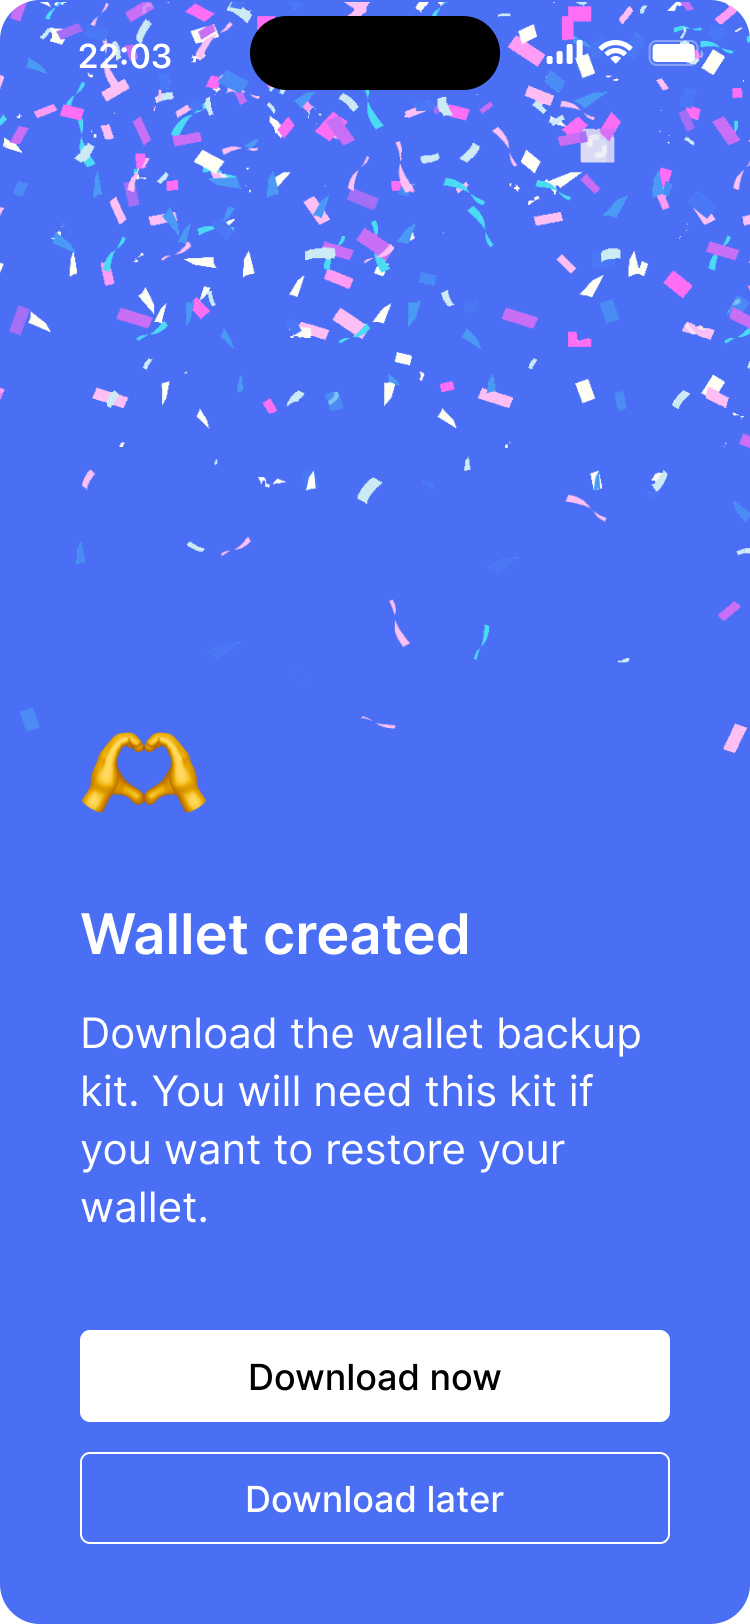 22:03
Wallet created
Download the wallet backup
kit. You will need this kit if
you want to restore your
wallet.
Download now
Download later